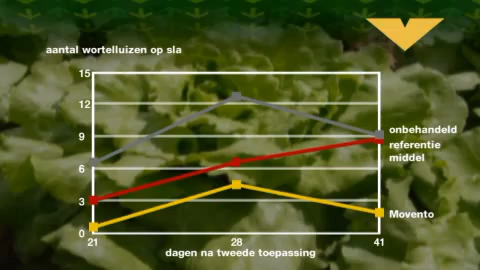 aantal wortelluizen op sla
15
12
9
6
3
0
21
28
41
dagen na tweede toepassing
onbehandeld
referentie
middel
Movento